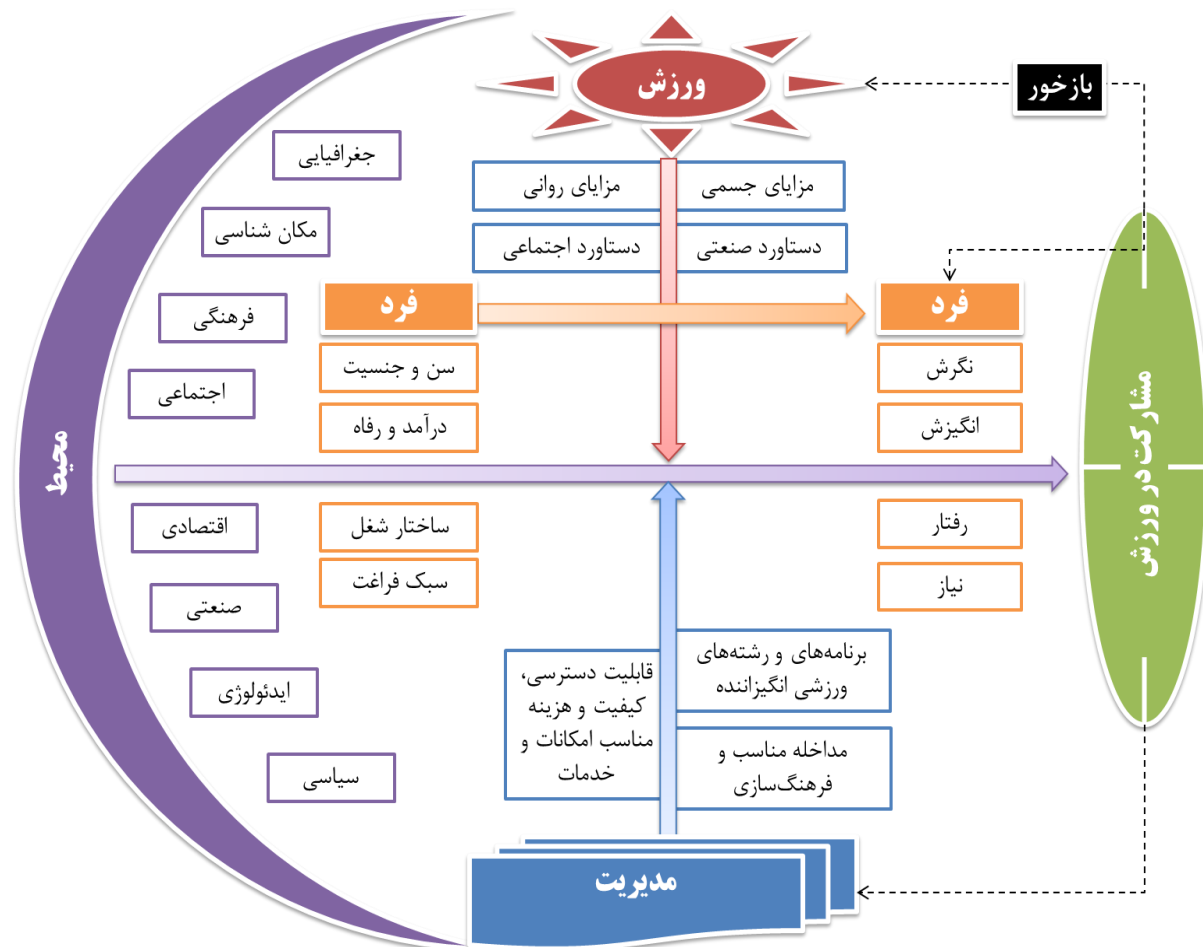 ورزش
بازخور
مزایای جسمی
مزایای روانی
دستاورد صنعتی
دستاورد اجتماعی
جغرافیایی
مکان شناسی
فرهنگی
اجتماعی
اقتصادی
صنعتی
ایدئولوژی
سیاسی
محیط
فرد
سن و جنسیت
درآمد و رفاه
ساختار شغل
سبک فراغت
فرد
نگرش
انگیزش
رفتار
نیاز
مشارکت در ورزش
برنامه‌های و رشته‌های
ورزشی انگیزاننده
مداخله مناسب و
فرهنگ‌سازی
قابلیت دسترسی،
کیفیت و هزینه
مناسب امکانات و
خدمات
مدیریت